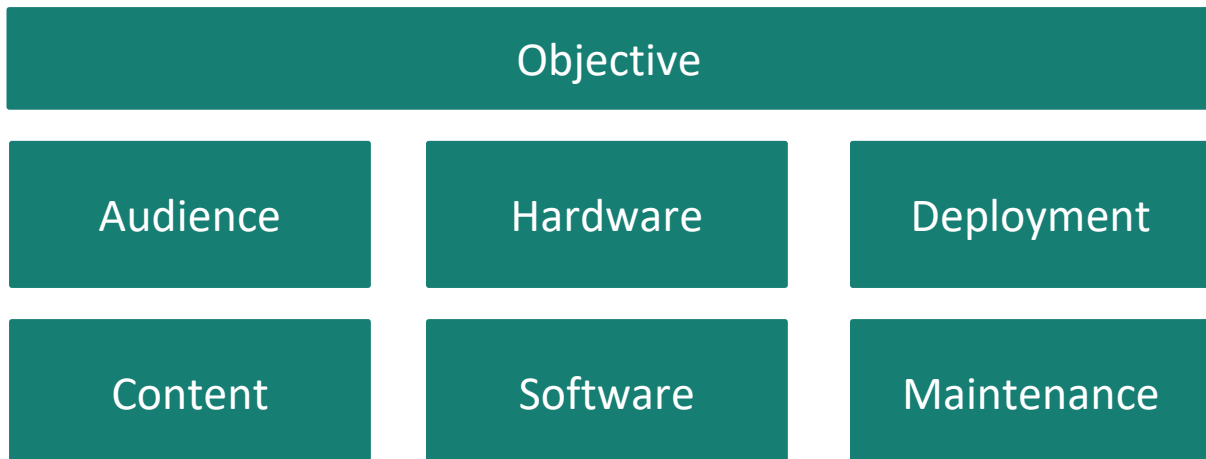 Objective
Audience
Hardware
Deployment
Content
Software
Maintenance